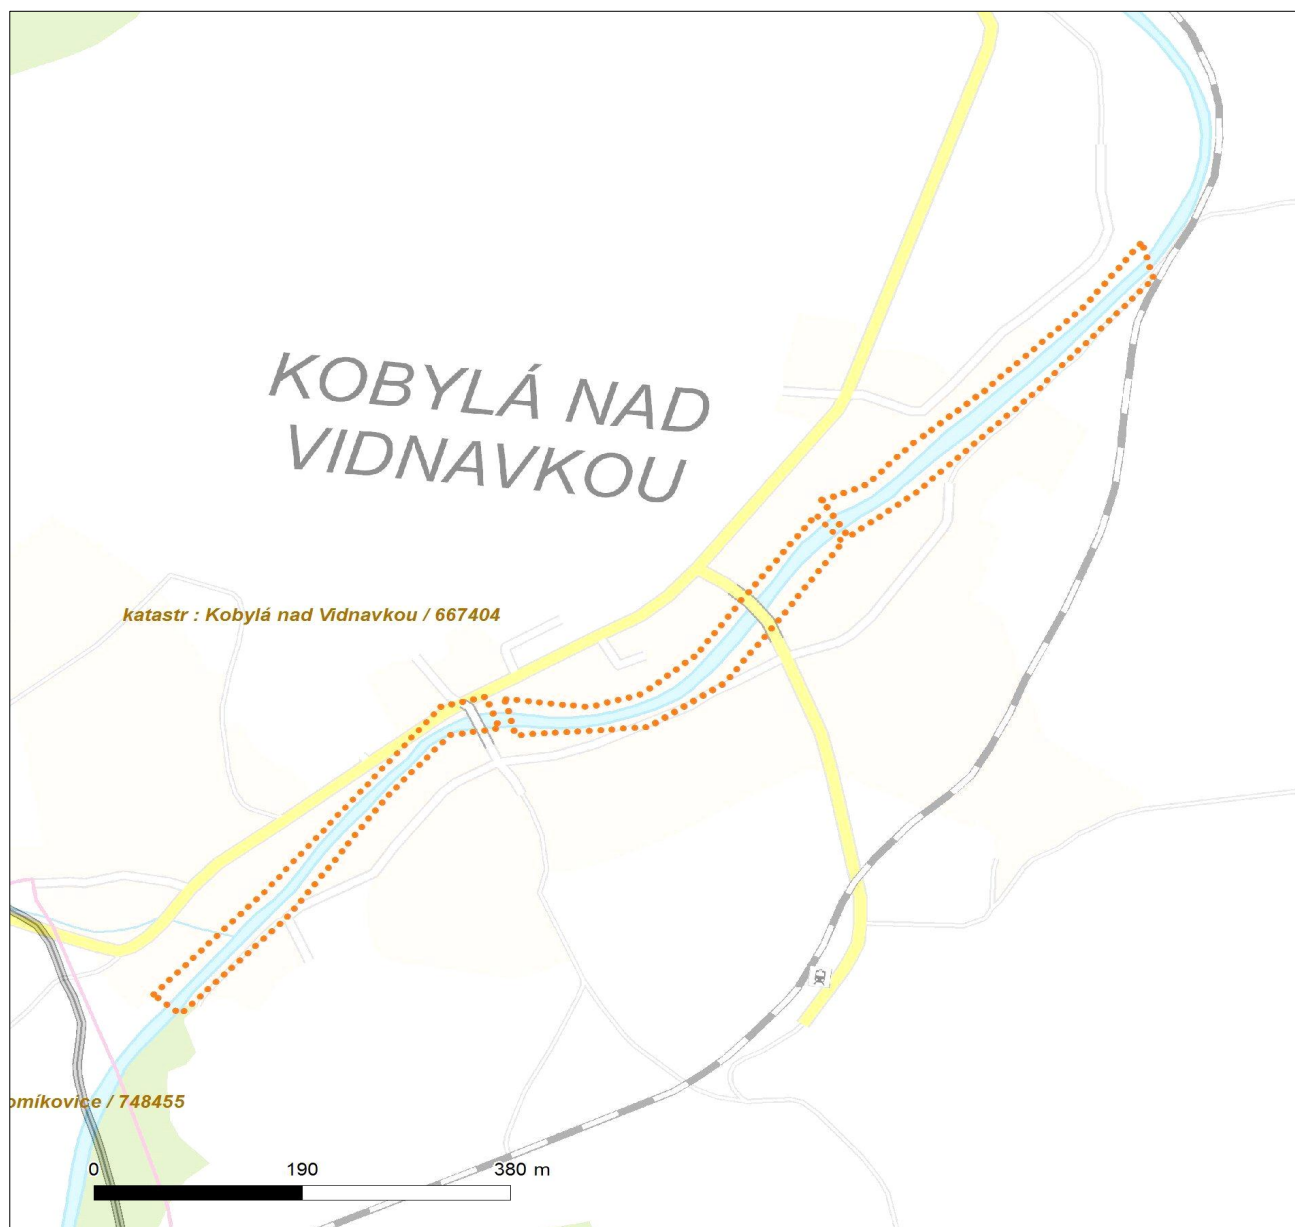 KOBYLÁ NAD
VIDNAVKOU
katastr : Kobylá nad Vidnavkou / 667404
omíkovice / 748455
0 190 380 m